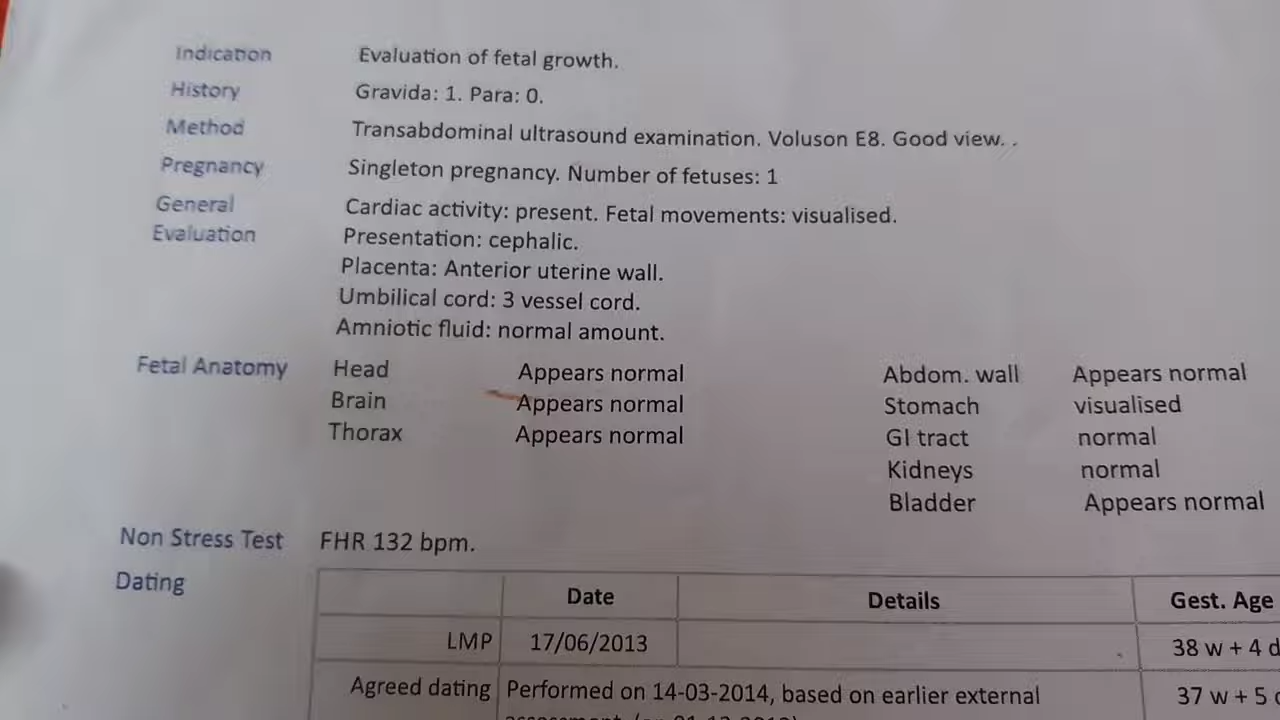 Indication Evaluation of fetal growth.
History Gravida: 1. Para: 0.
Method Transabdominal ultrasound examination. Voluson E8. Good view. .
Pregnancy Singleton pregnancy. Number of fetuses: 1
General Cardiac activity: present. Fetal movements: visualised.
Evaluation Presentation: cephalic.
Placenta: Anterior uterine wall.
Umbilical cord: 3 vessel cord.
Amniotic fluid: normal amount.
Fetal Anatomy Head Appears normal Abdom. wall Appears normal
Brain Appears normal Stomach visualised
Thorax Appears normal GI tract normal
Kidneys normal
Bladder Appears normal
Non Stress Test FHR 132 bpm.
Dating
Date Details Gest. Age
LMP 17/06/2013 38 w + 4 d
Agreed dating Performed on 14-03-2014, based on earlier external 37 w + 5